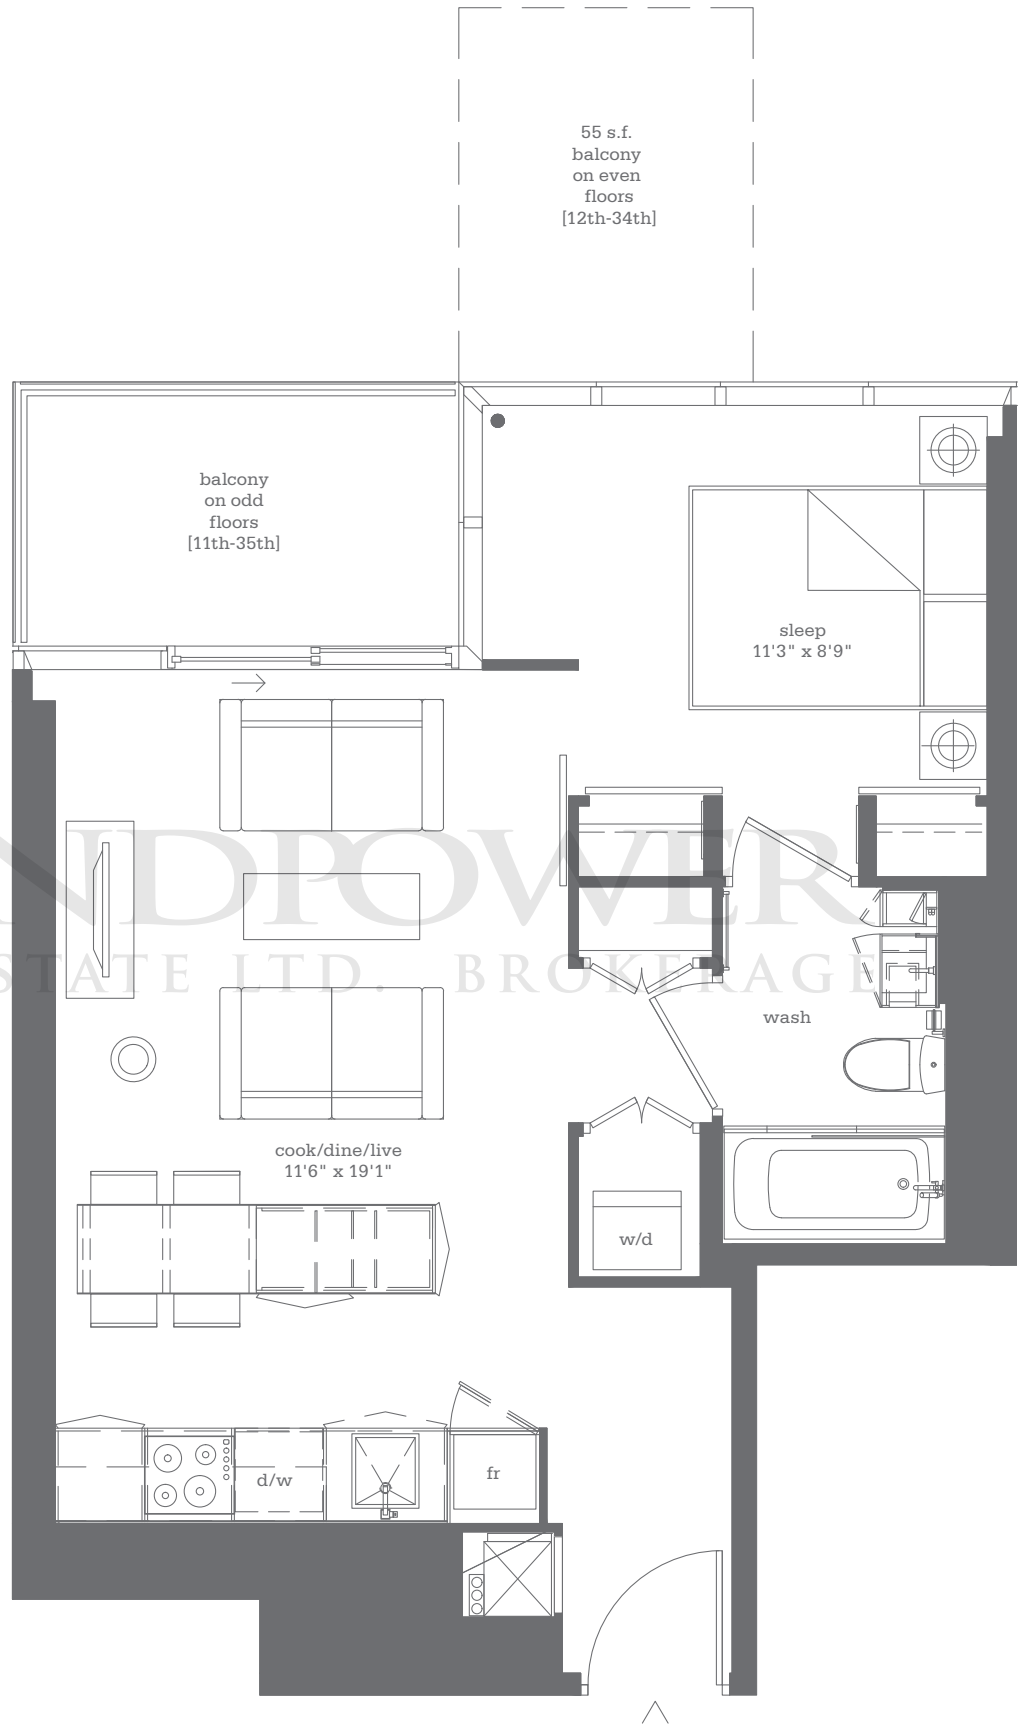 55 s.f.
balcony
on even
floors
[12th-34th]
balcony
on odd
floors
[11th-35th]
sleep
11'3" x 8'9"
NDPOWER
STATE LTD. BROKERAGE
wash
cook/dine/live
11'6" x 19'1"
w/d
d/w
fr